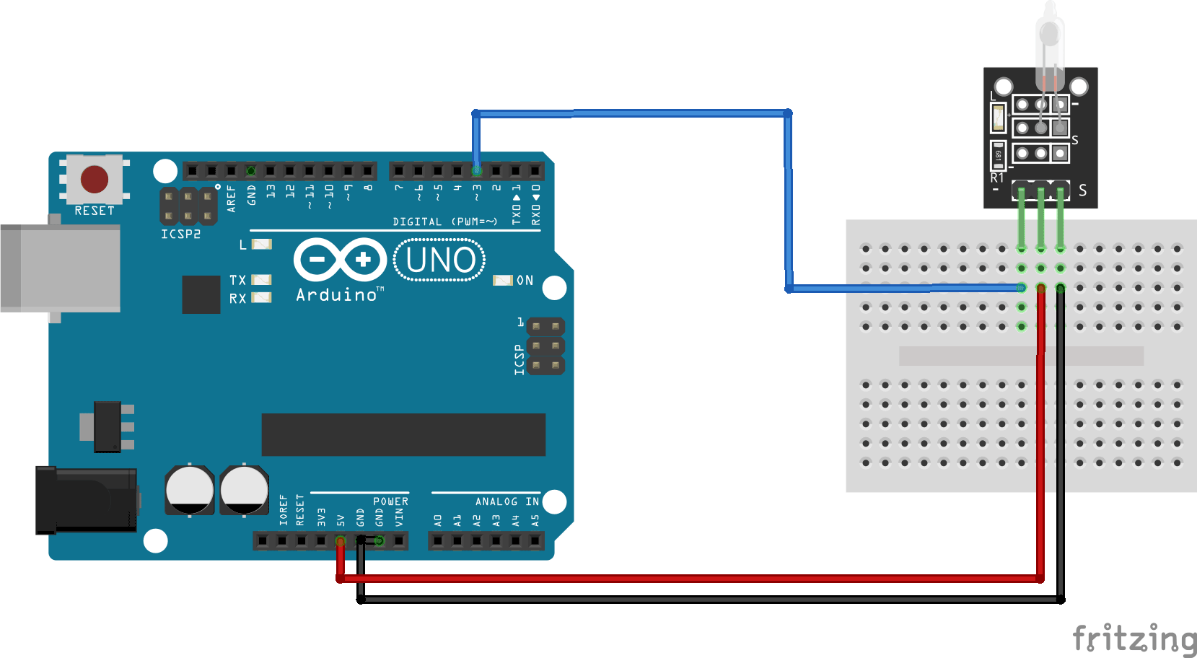 L
-
S
R1
-
S
RESET
ICSP2
AREF
GND
13
12
~11
~10
~9
8
7
~6
~5
4
~3
2
TX0▶1
RX0◀0
DIGITAL (PWM=~)
L
TX
RX
UNO
Arduino™
ON
1
ICSP
IOREF
RESET
3V3
5V
GND
GND
VIN
POWER
ANALOG IN
A0
A1
A2
A3
A4
A5
fritzing